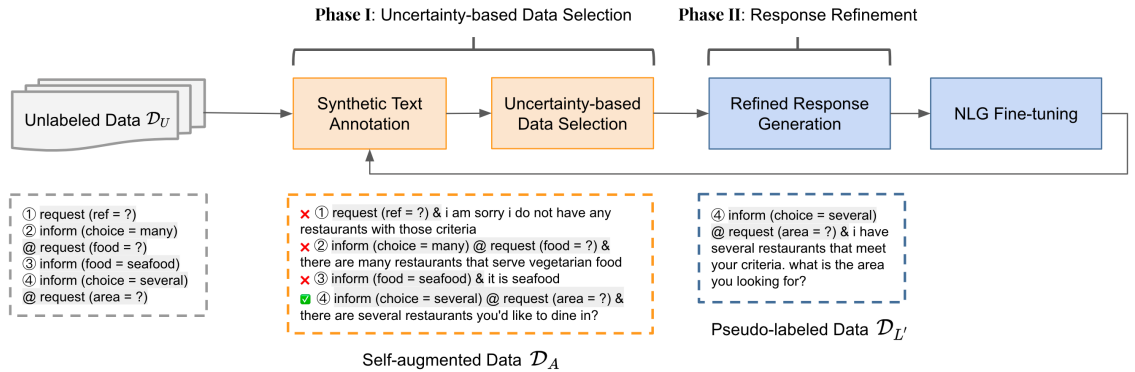 Phase I: Uncertainty-based Data Selection
Phase II: Response Refinement
Unlabeled Data 𝒟_U
Synthetic Text
Annotation
Uncertainty-based
Data Selection
Refined Response
Generation
NLG Fine-tuning
① request (ref = ?)
② inform (choice = many)
@ request (food = ?)
③ inform (food = seafood)
④ inform (choice = several)
@ request (area = ?)
❌ ① request (ref = ?) & i am sorry i do not have any
restaurants with those criteria
❌ ② inform (choice = many) @ request (food = ?) &
there are many restaurants that serve vegetarian food
❌ ③ inform (food = seafood) & it is seafood
✅ ④ inform (choice = several) @ request (area = ?) &
there are several restaurants you'd like to dine in?
Self-augmented Data 𝒟_A
④ inform (choice = several)
@ request (area = ?) & i have
several restaurants that meet
your criteria. what is the area
you looking for?
Pseudo-labeled Data 𝒟_L′